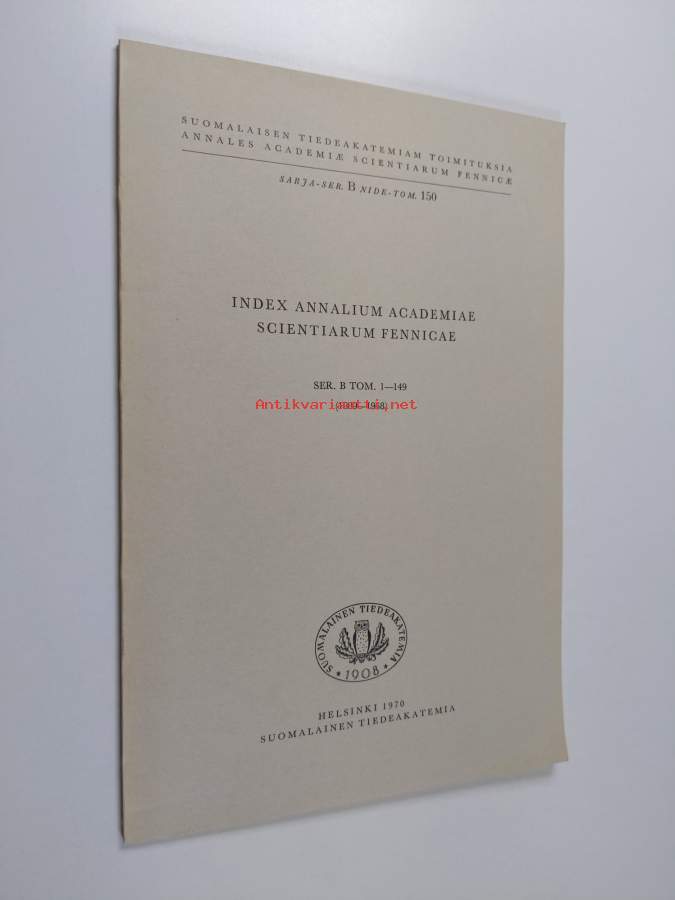 SUOMALAISEN TIEDEAKATEMIAM TOIMITUKSIA
ANNALES ACADEMIÆ SCIENTIARUM FENNICÆ
SARJA-SER. B NIDE-TOM. 150
INDEX ANNALIUM ACADEMIAE
SCIENTIARUM FENNICAE
SER. B TOM. 1—149
Antikvariaatti.net
SUOMALAINEN TIEDEAKATEMIA
1908
HELSINKI 1970
SUOMALAINEN TIEDEAKATEMIA